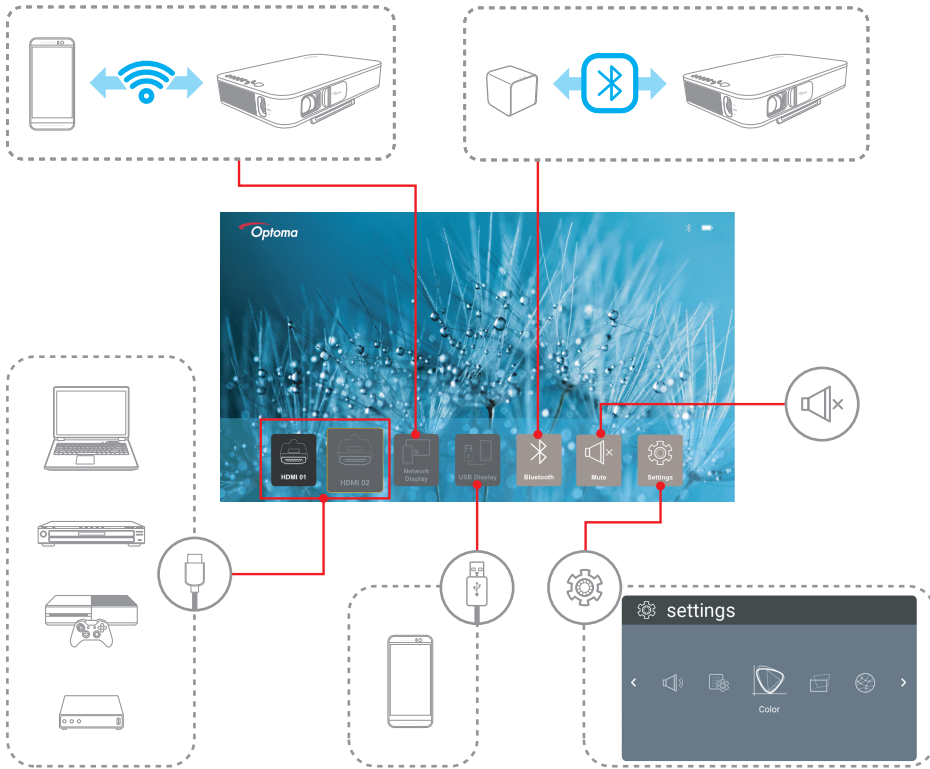 Optoma
HDMI 01
HDMI 02
Network
Display
USB Display
Bluetooth
Mute
Settings
settings
Color